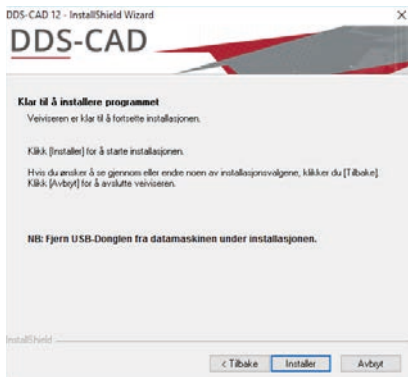 DDS-CAD 12 - InstallShield Wizard
DDS-CAD
Klar til å installere programmet
Veiviseren er klar til å fortsette installasjonen.
Klikk [Installer] for å starte installasjonen.
Hvis du ønsker å se gjennom eller endre noen av installasjonsvalgene, klikker du [Tilbake].
Klikk [Avbryt] for å avslutte veiviseren.
NB: Fjern USB-Donglen fra datamaskinen under installasjonen.
InstallShield
< Tilbake Installer Avbryt